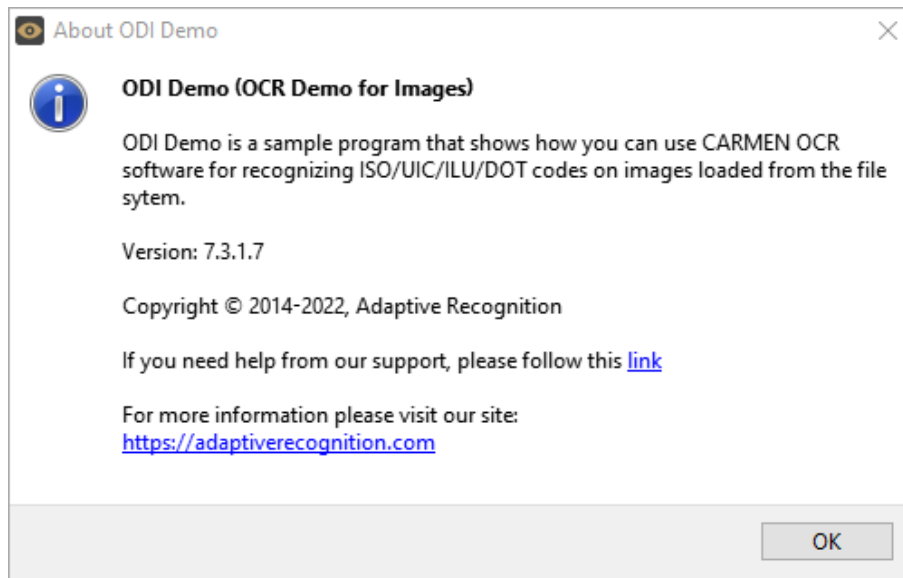 About ODI Demo
ODI Demo (OCR Demo for Images)
ODI Demo is a sample program that shows how you can use CARMEN OCR
software for recognizing ISO/UIC/ILU/DOT codes on images loaded from the file
sytem.
Version: 7.3.1.7
Copyright © 2014-2022, Adaptive Recognition
If you need help from our support, please follow this link
For more information please visit our site:
https://adaptiverecognition.com
OK